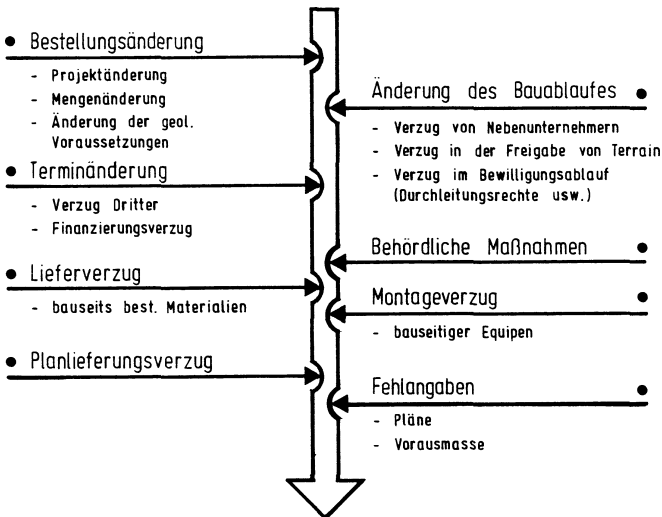 • Bestellungsänderung
- Projektänderung
- Mengenänderung
- Änderung der geol.
Voraussetzungen
• Terminänderung
- Verzug Dritter
- Finanzierungsverzug
• Lieferverzug
- bauseits best. Materialien
• Planlieferungsverzug
Änderung des Bauablaufes •
- Verzug von Nebenunternehmern
- Verzug in der Freigabe von Terrain
- Verzug im Bewilligungsablauf
(Durchleitungsrechte usw.)
Behördliche Maßnahmen •
Montageverzug •
- bauseitiger Equipen
Fehlangaben •
- Pläne
- Vorausmasse